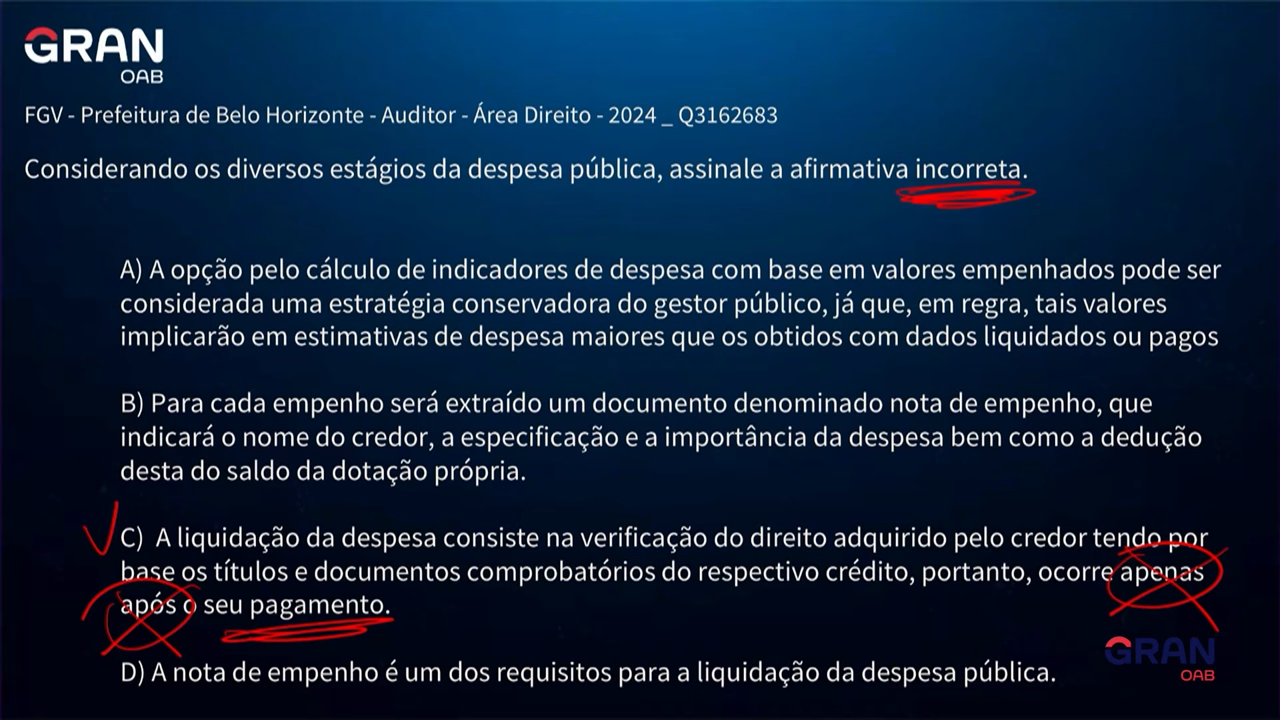 GRAN
OAB
FGV - Prefeitura de Belo Horizonte - Auditor - Área Direito - 2024 _ Q3162683
Considerando os diversos estágios da despesa pública, assinale a afirmativa incorreta.
A) A opção pelo cálculo de indicadores de despesa com base em valores empenhados pode ser
considerada uma estratégia conservadora do gestor público, já que, em regra, tais valores
implicarão em estimativas de despesa maiores que os obtidos com dados liquidados ou pagos
B) Para cada empenho será extraído um documento denominado nota de empenho, que
indicará o nome do credor, a especificação e a importância da despesa bem como a dedução
desta do saldo da dotação própria.
C) A liquidação da despesa consiste na verificação do direito adquirido pelo credor tendo por
base os títulos e documentos comprobatórios do respectivo crédito, portanto, ocorre apenas
após o seu pagamento.
GRAN
OAB
D) A nota de empenho é um dos requisitos para a liquidação da despesa pública.